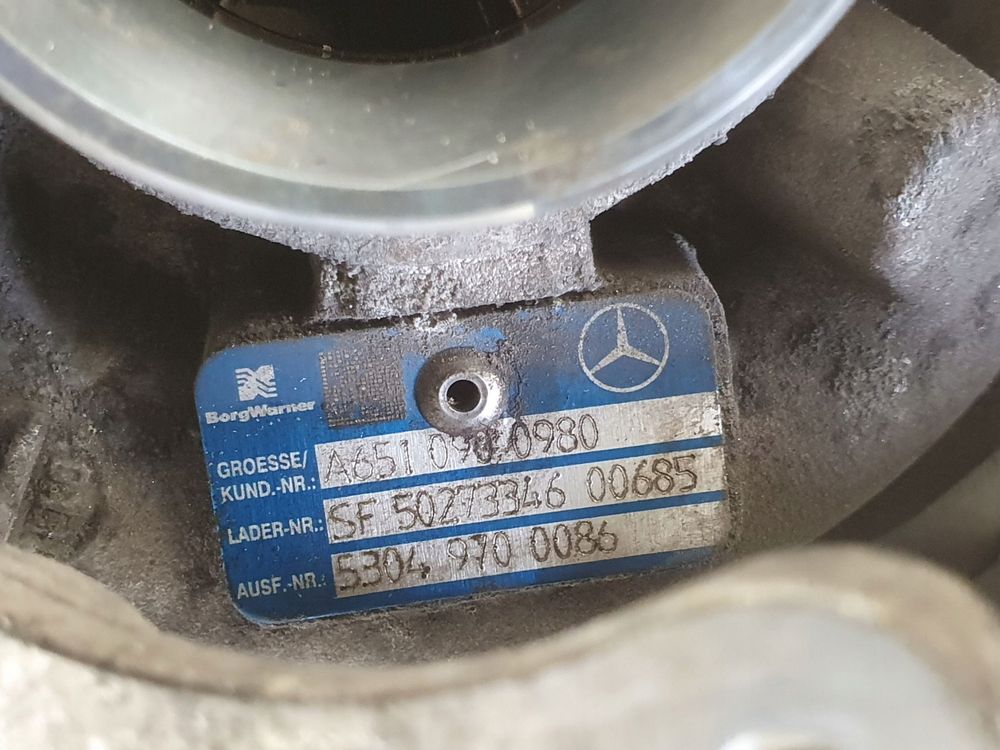 BorgWarner
GROESSE/
KUND.-NR.: A651 090 0980
LADER-NR.: SF 50273346 00685
AUSF.-NR.: 5304 970 0086